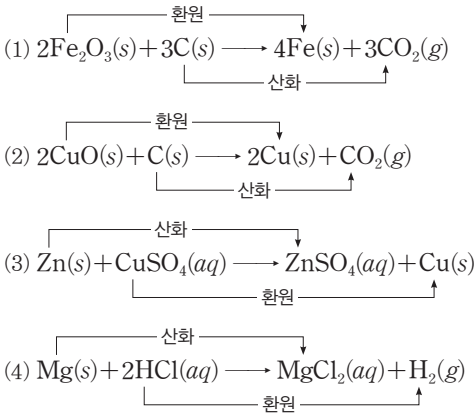 환원
(1) 2Fe₂O₃(s)+3C(s) → 4Fe(s)+3CO₂(g)
산화
환원
(2) 2CuO(s)+C(s) → 2Cu(s)+CO₂(g)
산화
산화
(3) Zn(s)+CuSO₄(aq) → ZnSO₄(aq)+Cu(s)
환원
산화
(4) Mg(s)+2HCl(aq) → MgCl₂(aq)+H₂(g)
환원